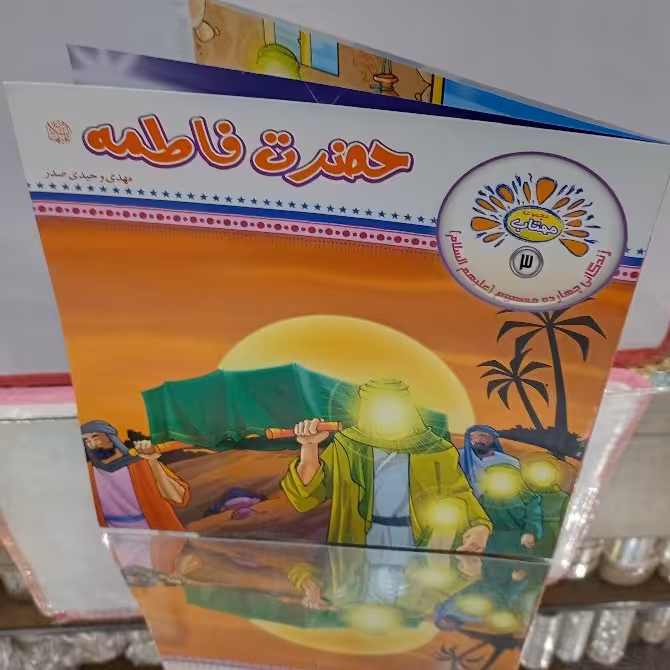 حضرت فاطمه
مهدی وحیدی صدر
مجموعه
مهتاب
۳
زندگانی چهارده معصوم (علیهم السلام)